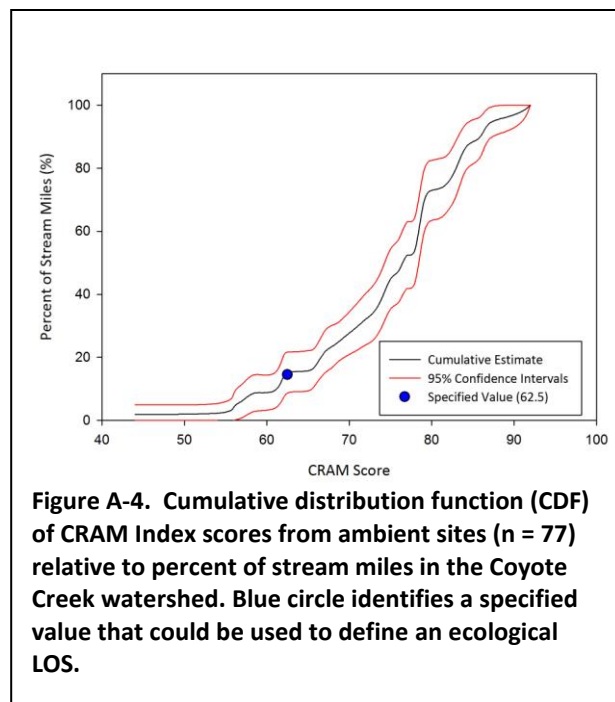 100
80
60
40
20
0
Percent of Stream Miles (%)
Cumulative Estimate
95% Confidence Intervals
Specified Value (62.5)
40 50 60 70 80 90 100
CRAM Score
Figure A-4. Cumulative distribution function (CDF)
of CRAM Index scores from ambient sites (n = 77)
relative to percent of stream miles in the Coyote
Creek watershed. Blue circle identifies a specified
value that could be used to define an ecological
LOS.